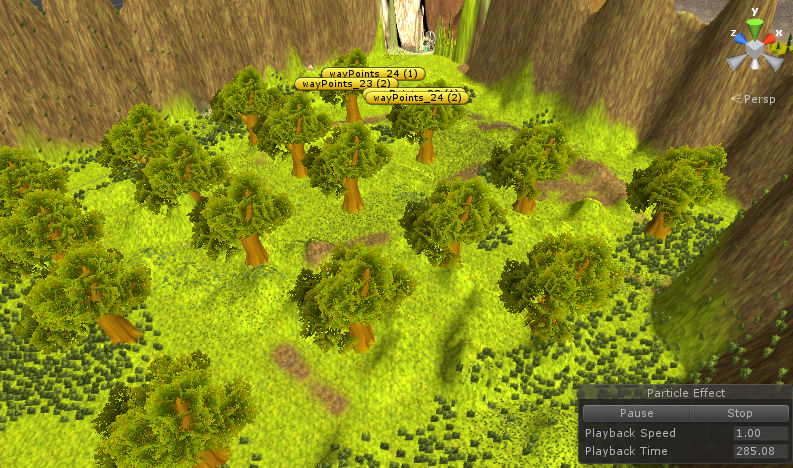 y
z
x
Persp
wayPoints_24 (1)
wayPoints_23 (2)
wayPoints_24 (2)
Particle Effect
Pause Stop
Playback Speed 1.00
Playback Time 285.08